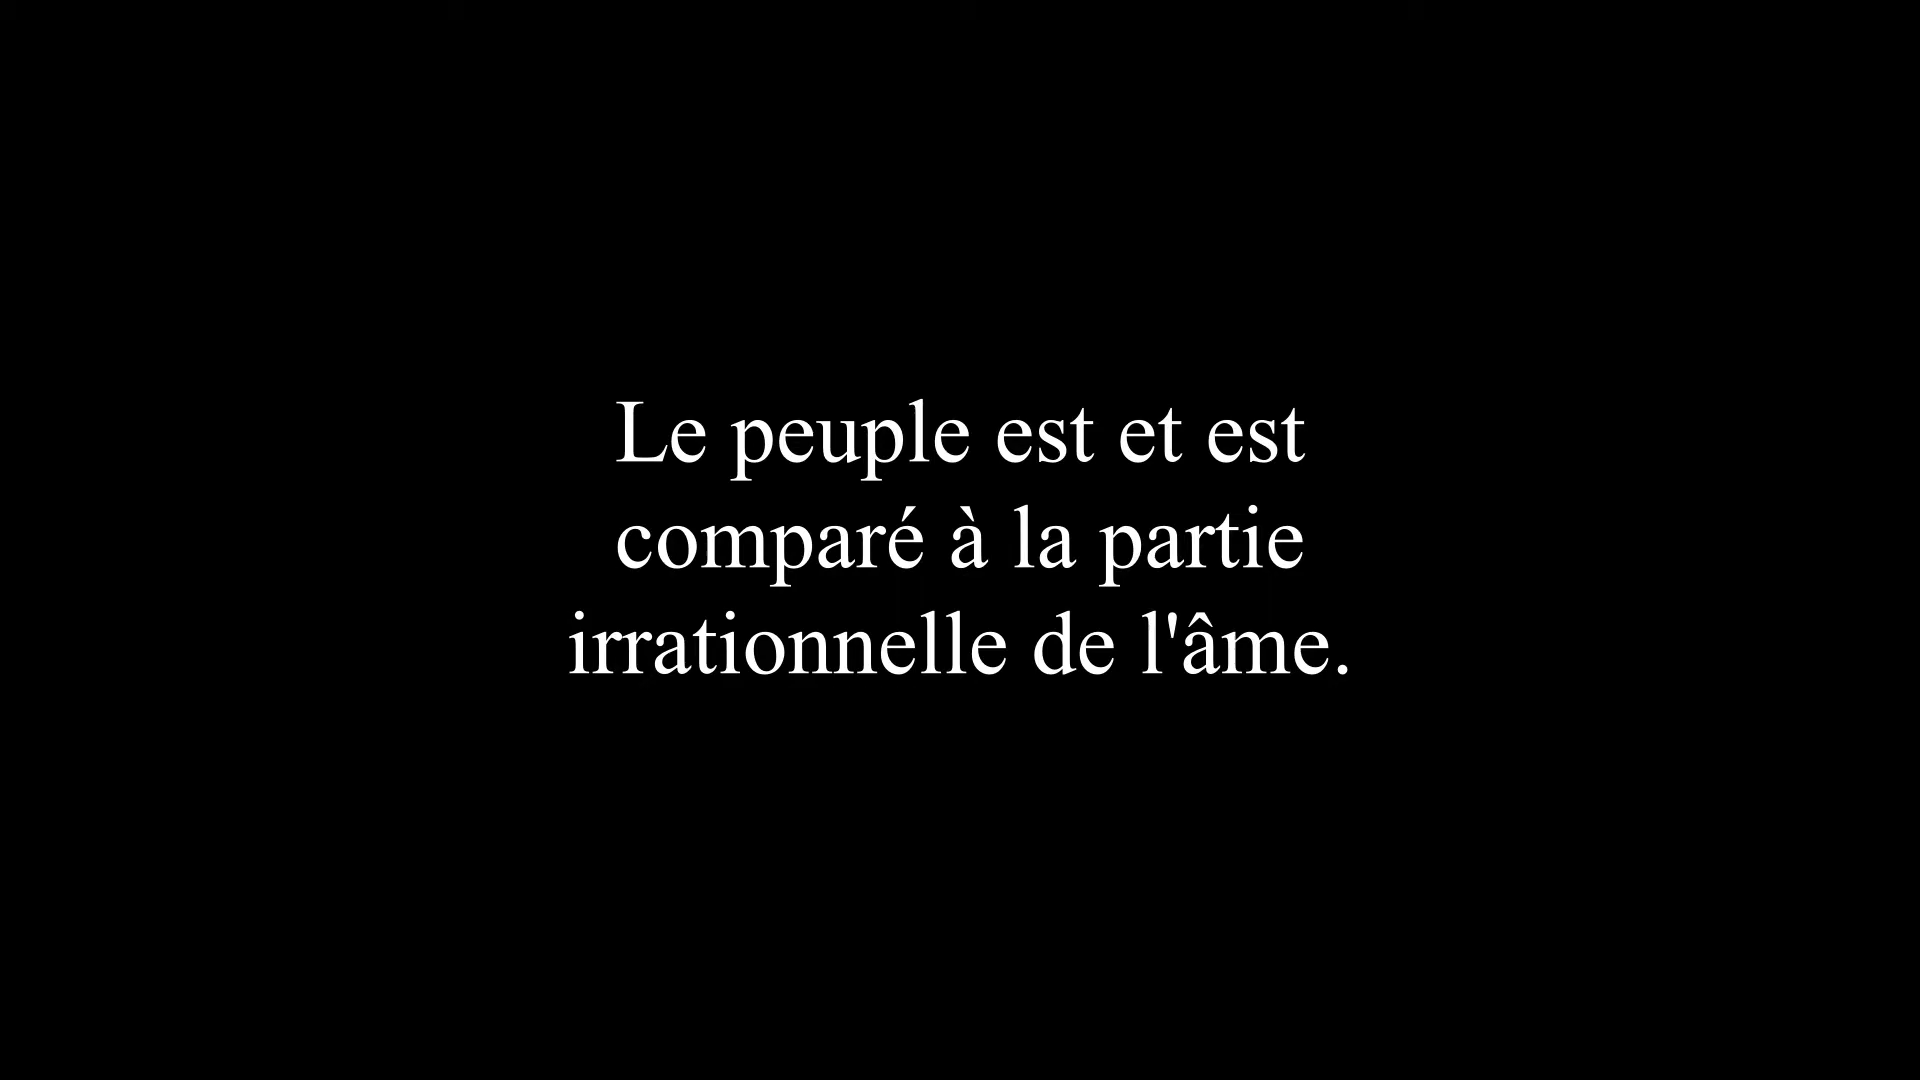 Le peuple est et est
comparé à la partie
irrationnelle de l'âme.